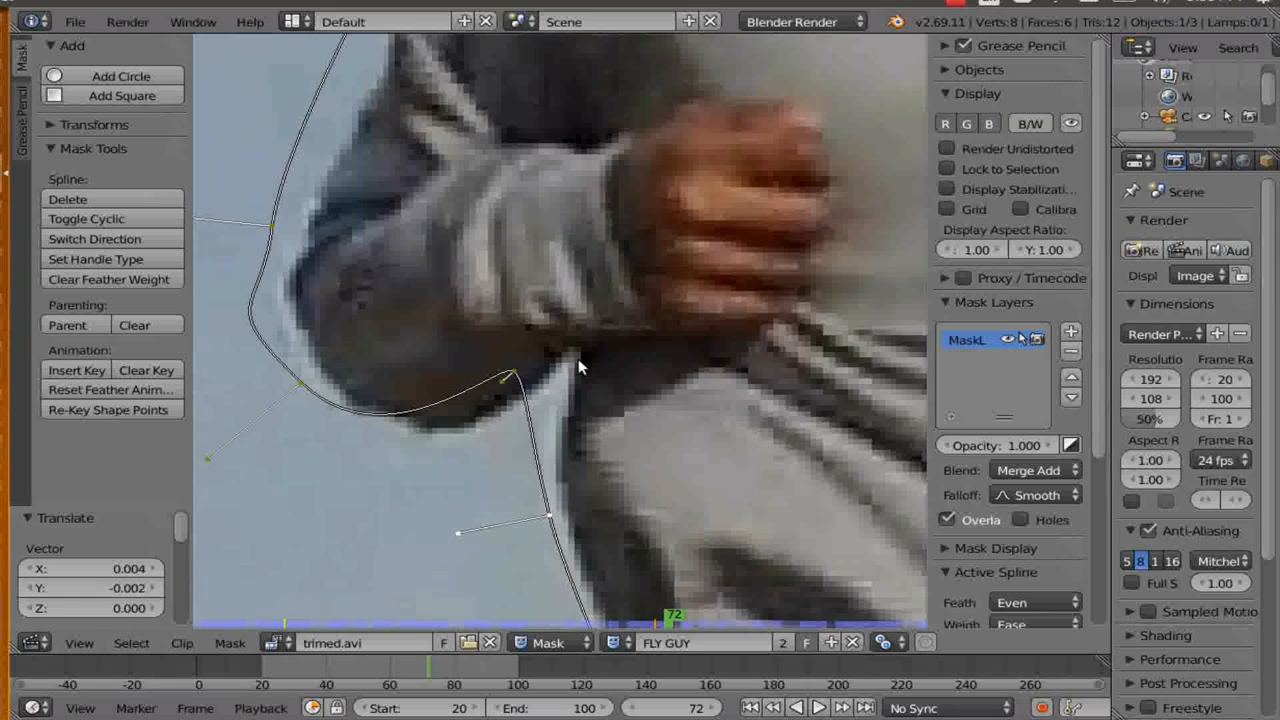 File Render Window Help Default Scene Blender Render v2.69.11 | Verts:8 | Faces:6 | Tris:12 | Objects:1/3 | Lamps:0/1
Mask
Grease Pencil
Add
Add Circle
Add Square
Transforms
Mask Tools
Spline:
Delete
Toggle Cyclic
Switch Direction
Set Handle Type
Clear Feather Weight
Parenting:
Parent Clear
Animation:
Insert Key Clear Key
Reset Feather Anim...
Re-Key Shape Points
Translate
Vector
X: 0.004
Y: -0.002
Z: 0.000
Grease Pencil
Objects
Display
R G B B/W
Render Undistorted
Lock to Selection
Display Stabilizati...
Grid Calibra
Display Aspect Ratio:
: 1.00 Y: 1.00
Proxy / Timecode
Mask Layers
MaskL
Opacity: 1.000
Blend: Merge Add
Falloff: Smooth
Overla Holes
Mask Display
Active Spline
Feath Even
Weigh Ease
View Search
Scene
Render
Re Ani Aud
Displ Image
Dimensions
Render P...
Resolutio Frame Ra
192 : 20
108 100
50% Fr: 1
Aspect R Frame Ra
1.00 24 fps
1.00 Time Re
Anti-Aliasing
5 8 1 16 Mitchel
Full S 1.00
Sampled Motio
Shading
Performance
Post Processing
Freestyle
72
View Select Clip Mask trimed.avi F Mask FLY GUY 2 F
-40 -20 0 20 40 60 80 100 120 140 160 180 200 220 240 260
View Marker Frame Playback Start: 20 End: 100 72 No Sync